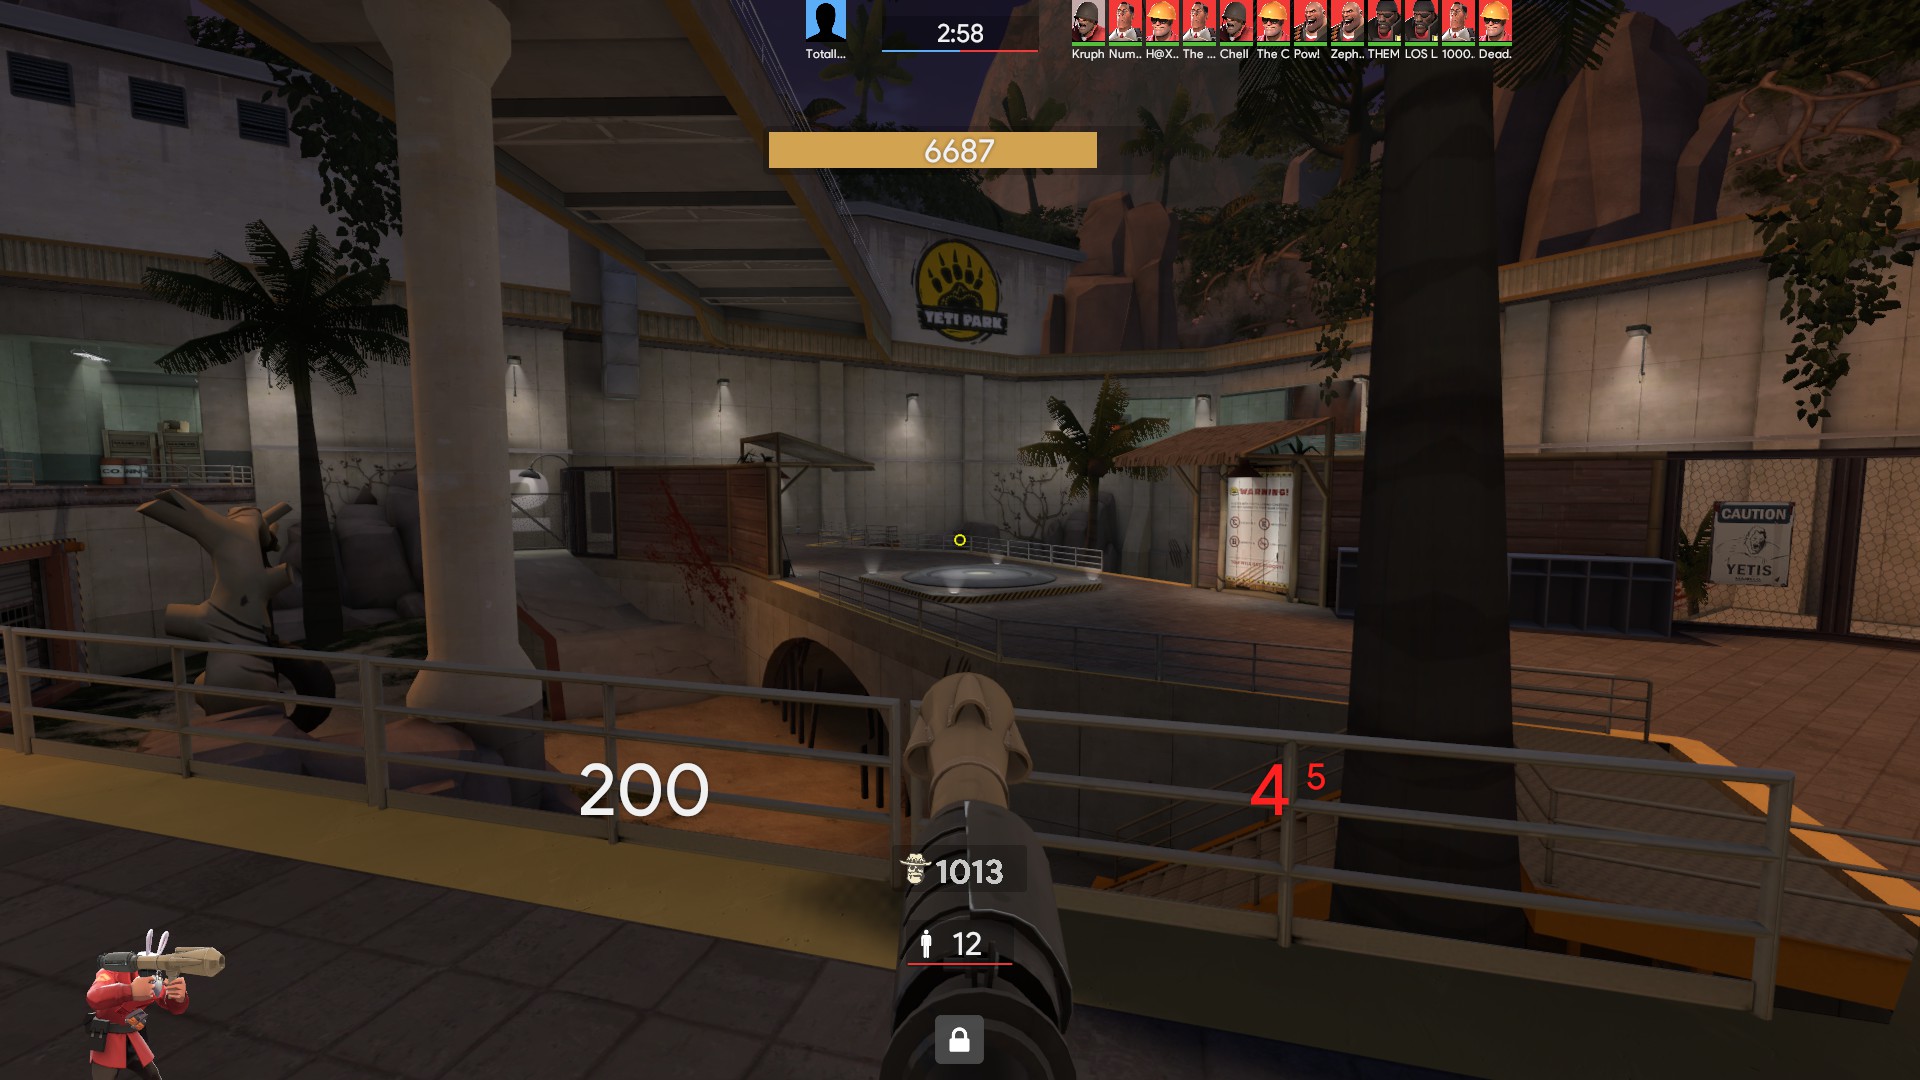 2:58
Totall...
Kruph Num.. H@X.. The ... Chell The C Pow! Zeph.. THEM LOS L 1000.. Dead.
6687
YETI PARK
WARNING!
CAUTION
YETIS
200
4 5
1013
12